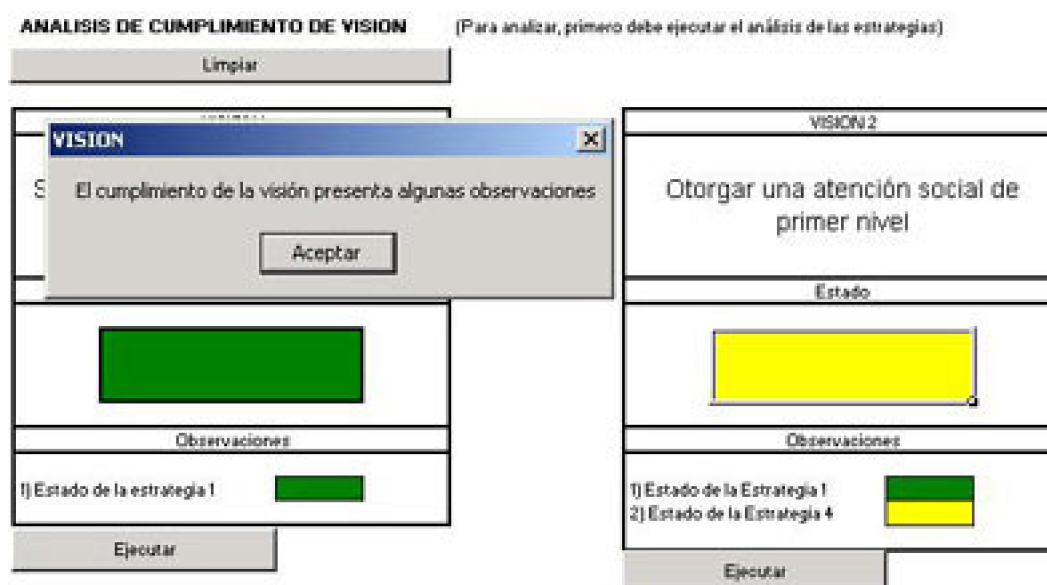 ANALISIS DE CUMPLIMIENTO DE VISION
(Para analizar, primero debe ejecutar el análisis de las estrategias)
Limpiar
VISION
El cumplimiento de la visión presenta algunas observaciones
Aceptar
Observaciones
1) Estado de la estrategia 1
Ejecutar
VISION 2
Otorgar una atención social de
primer nivel
Estado
Observaciones
1) Estado de la Estrategia 1
2) Estado de la Estrategia 4
Ejecutar